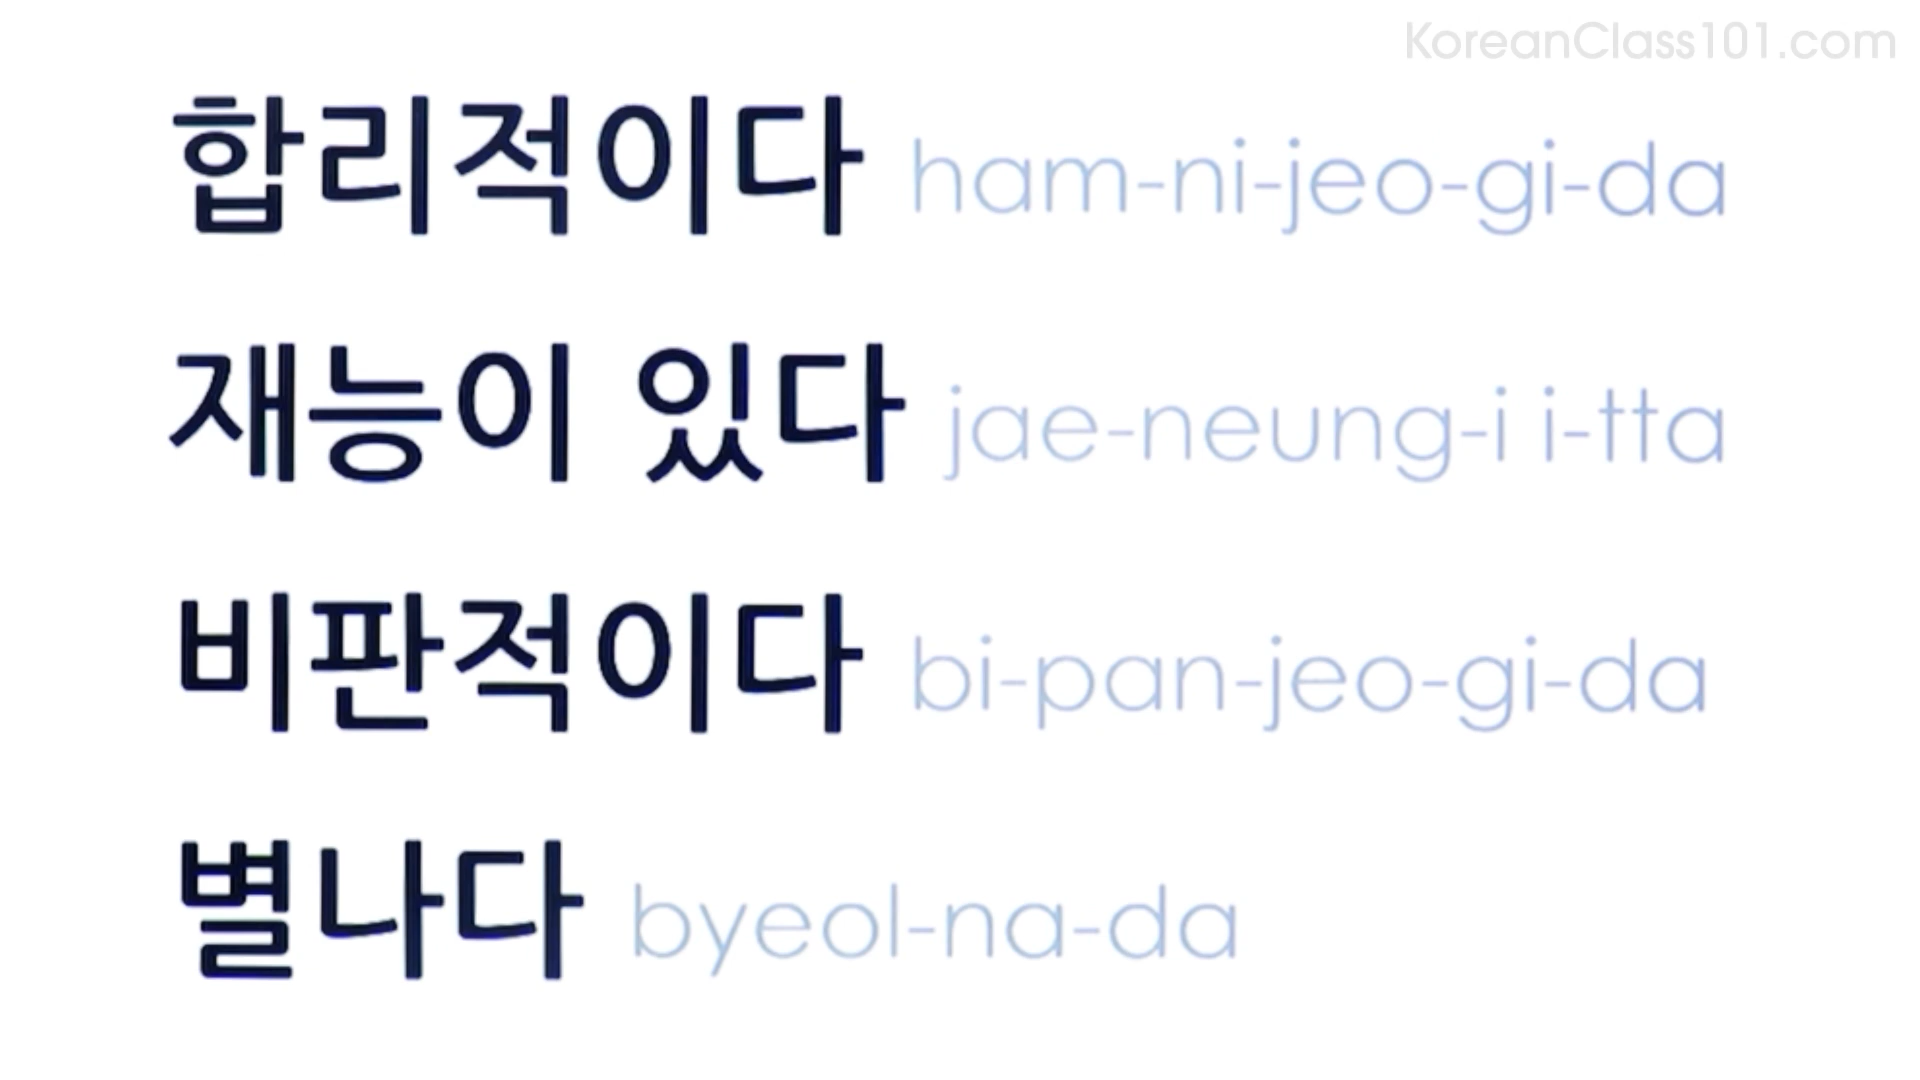 KoreanClass101.com
합리적이다 ham-ni-jeo-gi-da
재능이 있다 jae-neung-i i-tta
비판적이다 bi-pan-jeo-gi-da
별나다 byeol-na-da